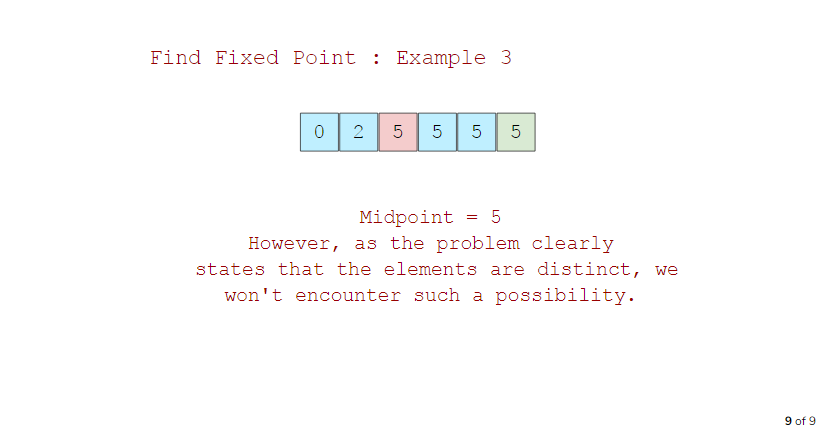 Find Fixed Point : Example 3
0 2 5 5 5 5
Midpoint = 5
However, as the problem clearly
states that the elements are distinct, we
won't encounter such a possibility.
9 of 9